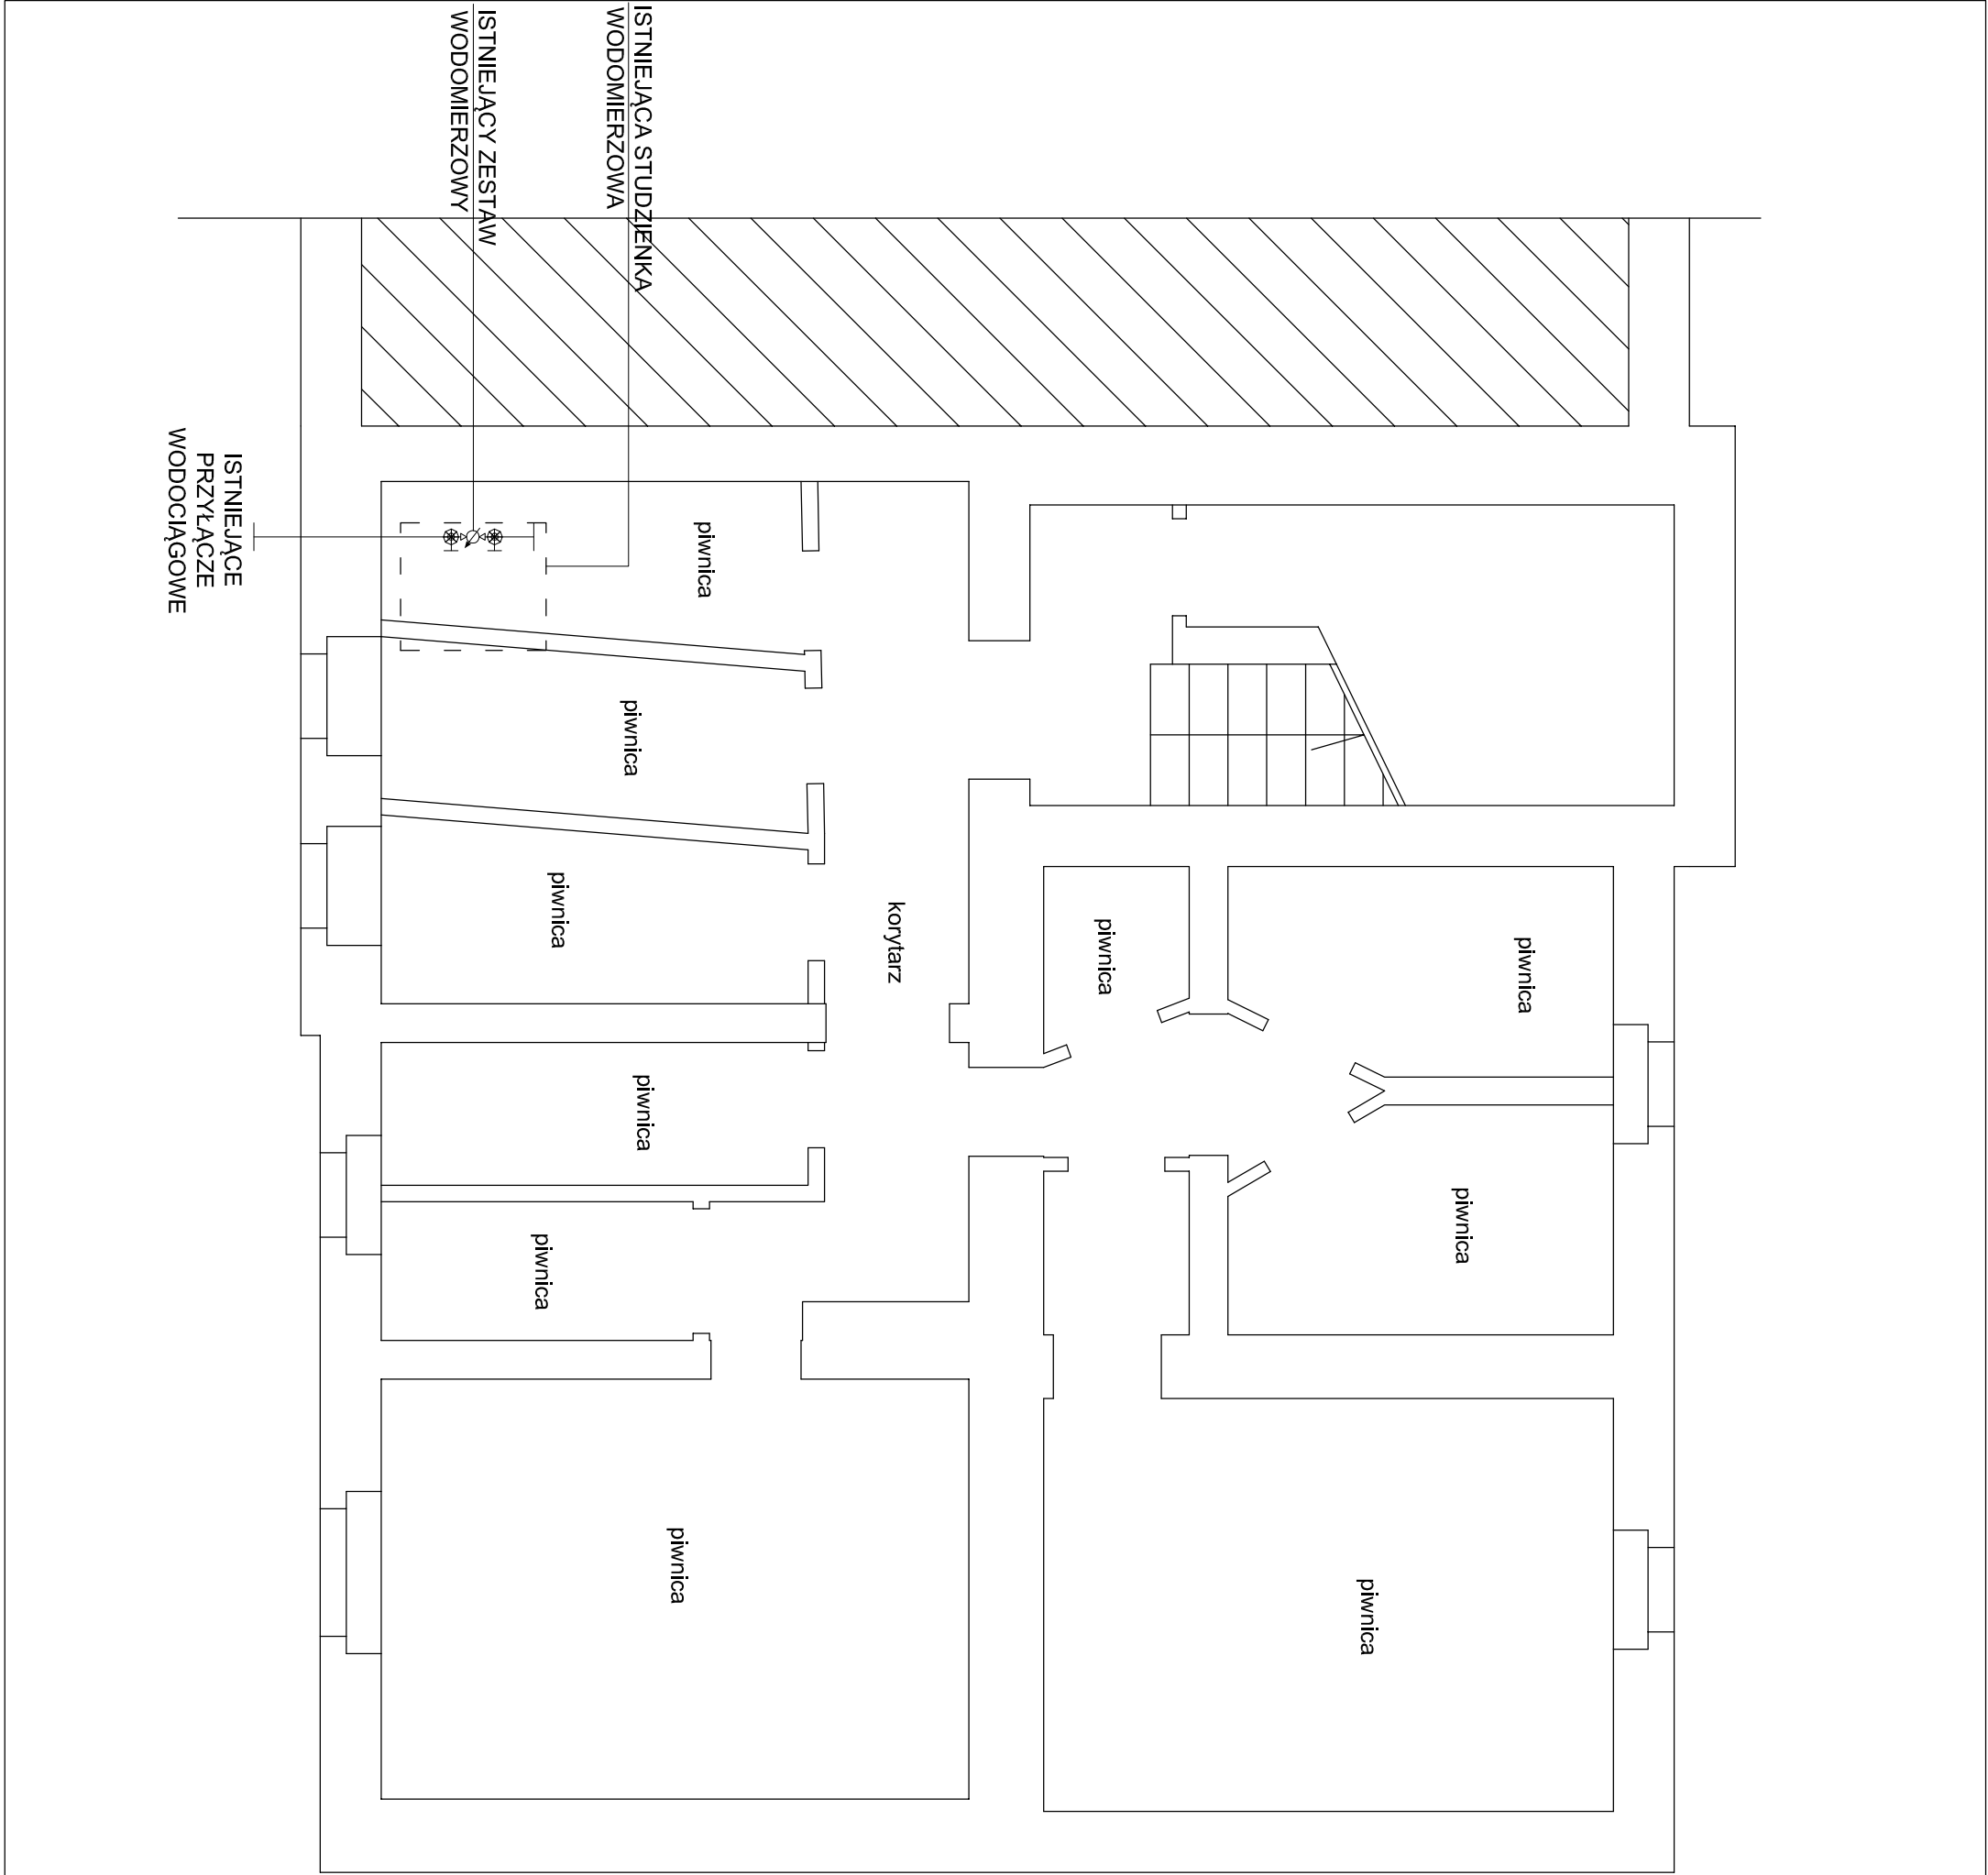 ISTNIEJĄCY ZESTAW
WODOMIERZOWY
ISTNIEJĄCA STUDZIENKA
WODOMIERZOWA
ISTNIEJĄCE
PRZYŁĄCZE
WODOCIĄGOWE
piwnica
piwnica
piwnica
korytarz
piwnica
piwnica
piwnica
piwnica
piwnica
piwnica
piwnica